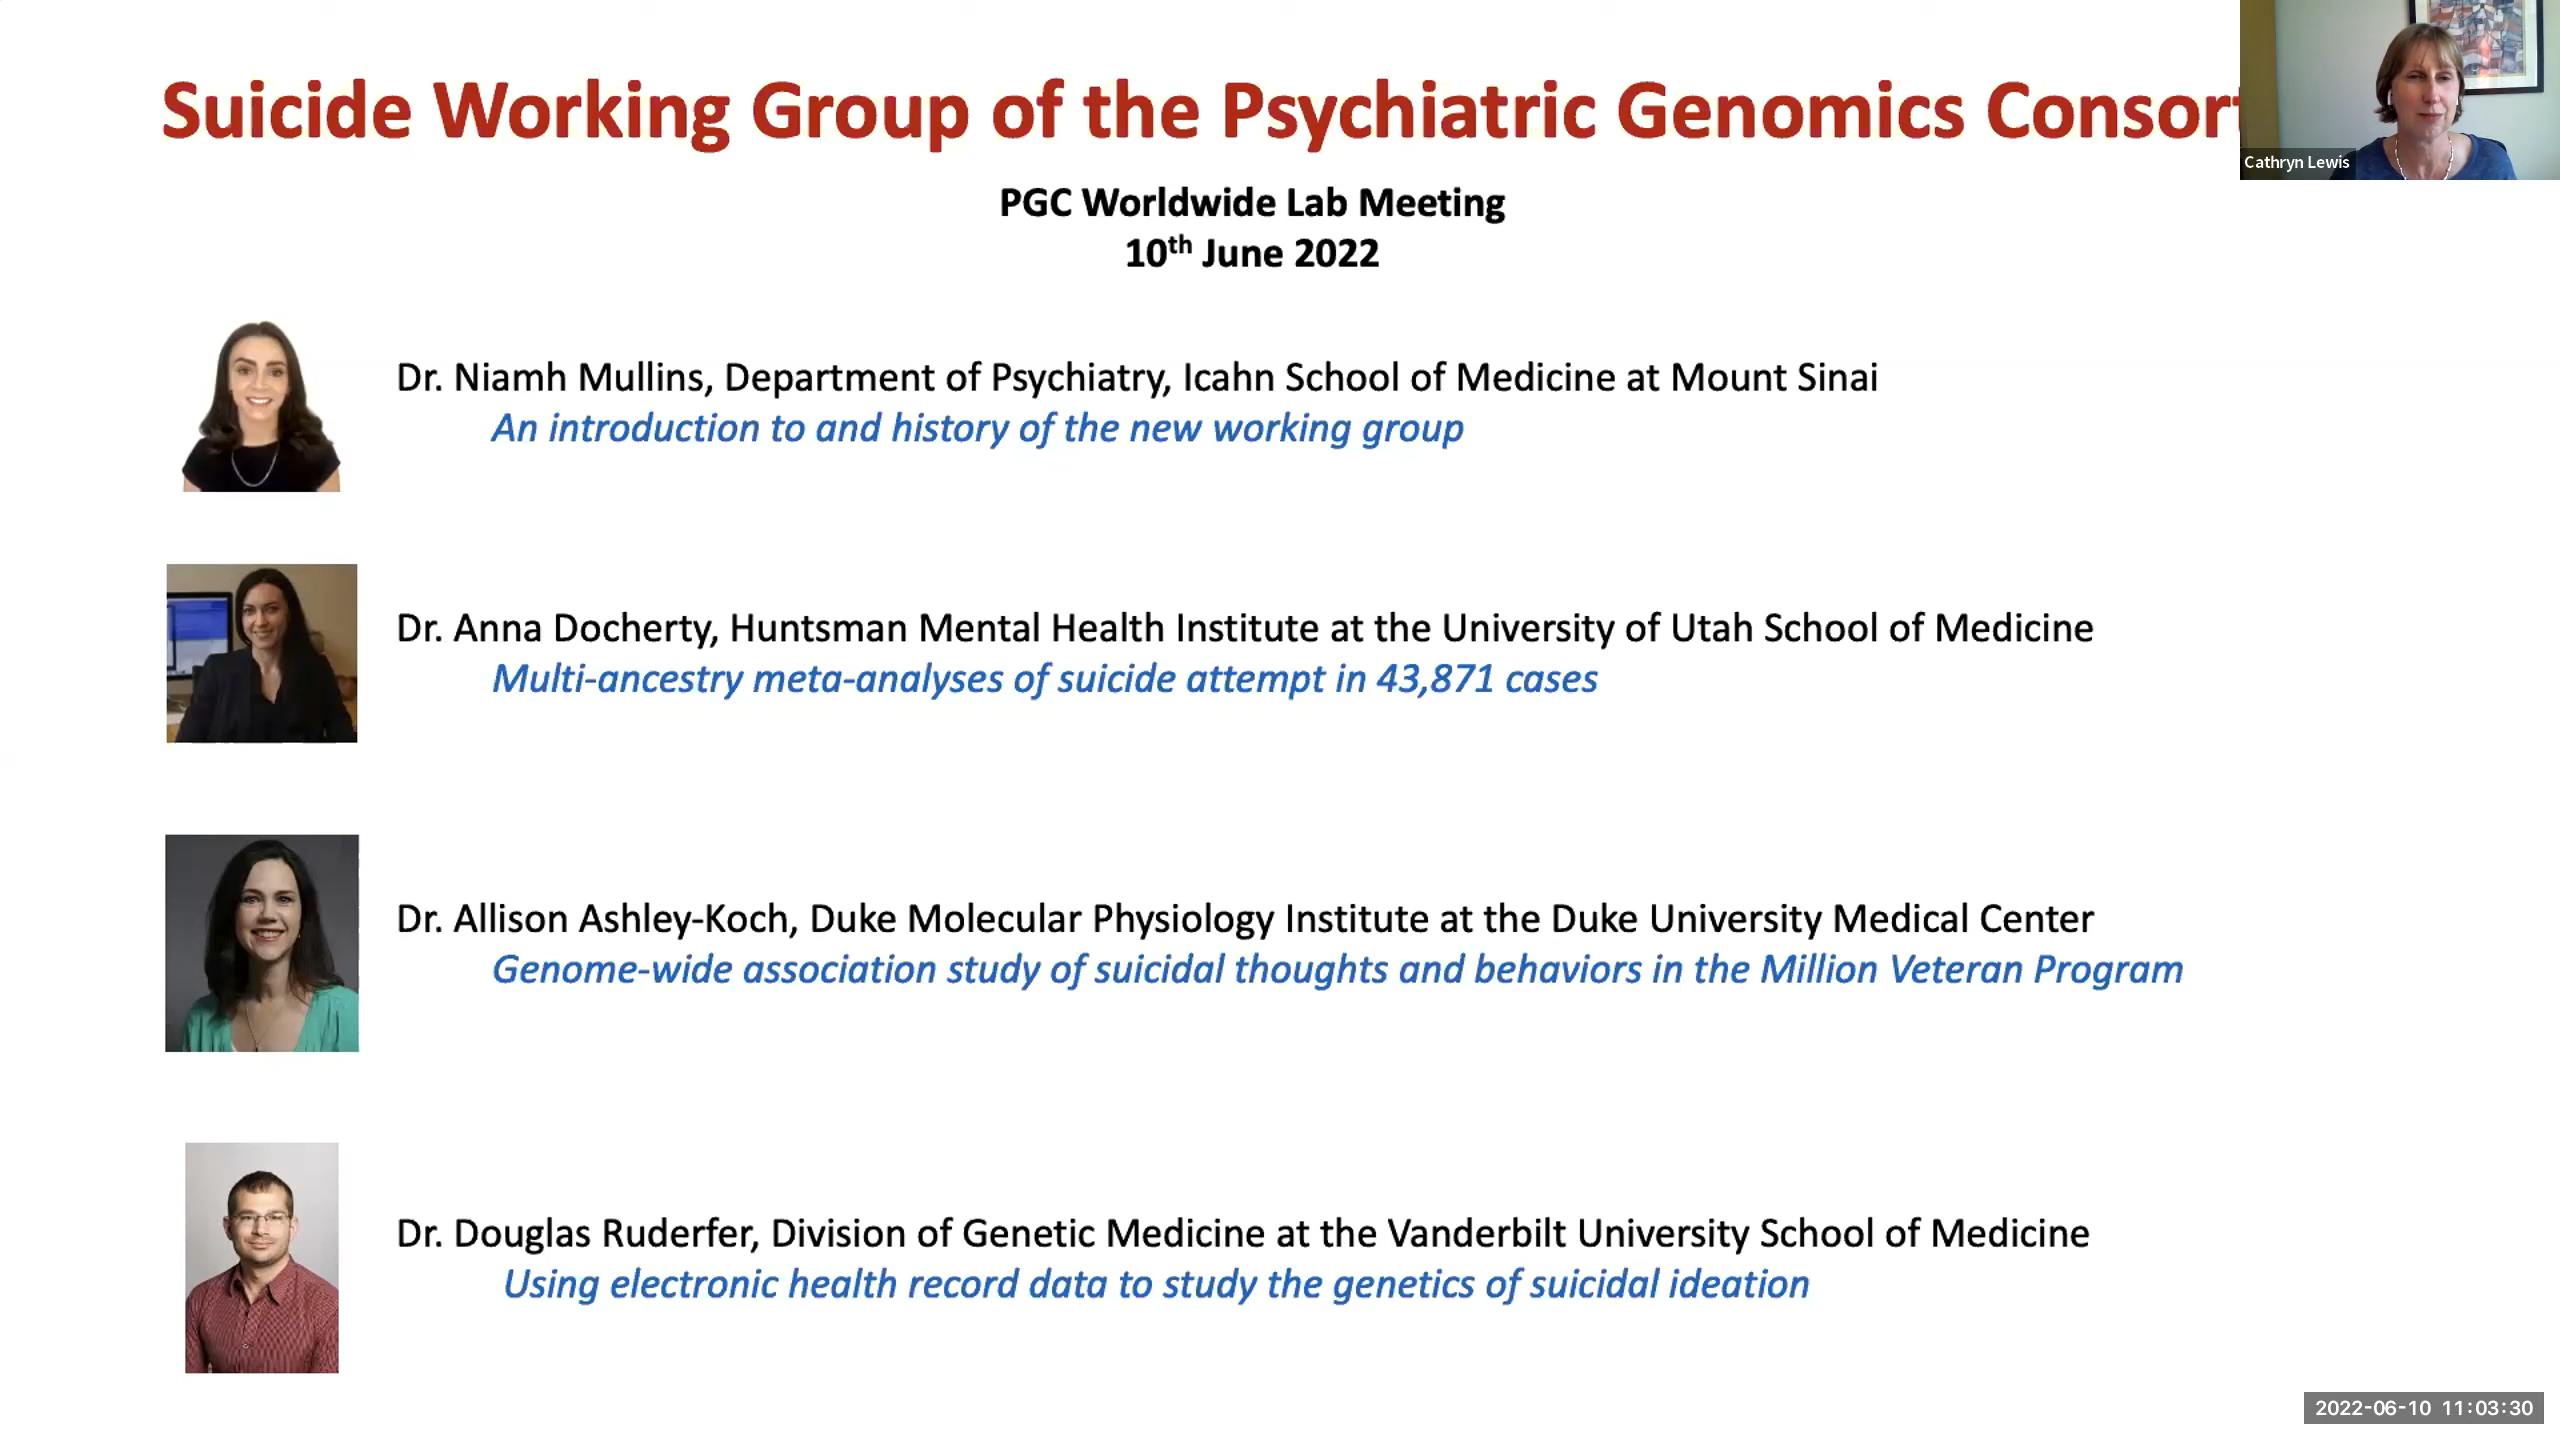 Suicide Working Group of the Psychiatric Genomics Consort
Cathryn Lewis
PGC Worldwide Lab Meeting
10th June 2022
Dr. Niamh Mullins, Department of Psychiatry, Icahn School of Medicine at Mount Sinai
An introduction to and history of the new working group
Dr. Anna Docherty, Huntsman Mental Health Institute at the University of Utah School of Medicine
Multi-ancestry meta-analyses of suicide attempt in 43,871 cases
Dr. Allison Ashley-Koch, Duke Molecular Physiology Institute at the Duke University Medical Center
Genome-wide association study of suicidal thoughts and behaviors in the Million Veteran Program
Dr. Douglas Ruderfer, Division of Genetic Medicine at the Vanderbilt University School of Medicine
Using electronic health record data to study the genetics of suicidal ideation
2022-06-10 11:03:30